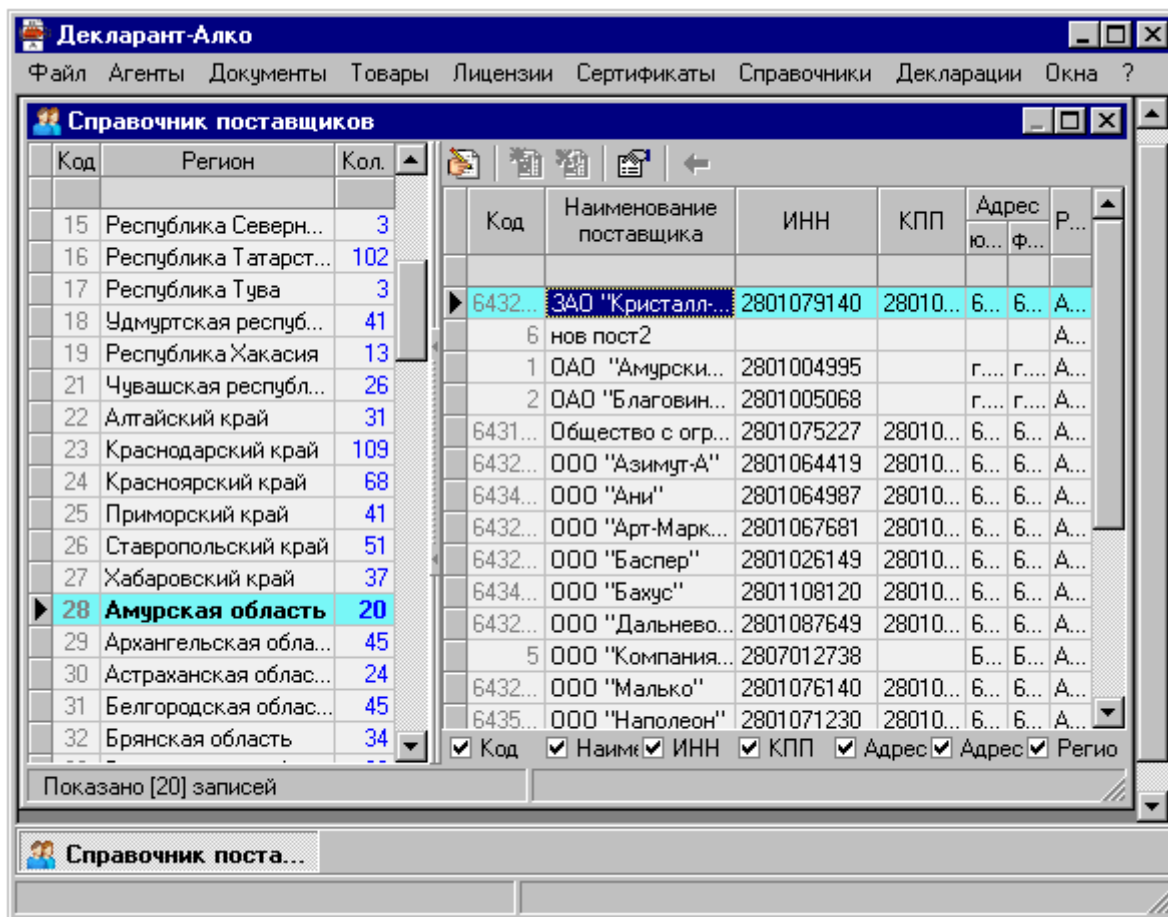 Декларант-Алко
Файл Агенты Документы Товары Лицензии Сертификаты Справочники Декларации Окна ?
Справочник поставщиков
Код Регион Кол.
15 Республика Северн... 3
16 Республика Татарст... 102
17 Республика Тува 3
18 Удмуртская респуб... 41
19 Республика Хакасия 13
21 Чувашская республ... 26
22 Алтайский край 31
23 Краснодарский край 109
24 Красноярский край 68
25 Приморский край 41
26 Ставропольский край 51
27 Хабаровский край 37
28 Амурская область 20
29 Архангельская обла... 45
30 Астраханская облас... 24
31 Белгородская облас... 45
32 Брянская область 34
Код Наименование поставщика ИНН КПП Адрес ю... ф... Р...
6432... ЗАО "Кристалл-... 2801079140 28010... 6... 6... А...
6 нов пост2 А...
1 ОАО "Амурски... 2801004995 г.... г.... А...
2 ОАО "Благовин... 2801005068 г.... г.... А...
6431... Общество с огр... 2801075227 28010... 6... 6... А...
6432... ООО "Азимут-А" 2801064419 28010... 6... 6... А...
6434... ООО "Ани" 2801064987 28010... 6... 6... А...
6432... ООО "Арт-Марк... 2801067681 28010... 6... 6... А...
6432... ООО "Баспер" 2801026149 28010... 6... 6... А...
6434... ООО "Бахус" 2801108120 28010... 6... 6... А...
6432... ООО "Дальнево... 2801087649 28010... 6... 6... А...
5 ООО "Компания... 2807012738 Б... Б... А...
6432... ООО "Малько" 2801076140 28010... 6... 6... А...
6435... ООО "Наполеон" 2801071230 28010... 6... 6... А...
Код Наиме ИНН КПП Адрес Адрес Регио
Показано [20] записей
Справочник поста...